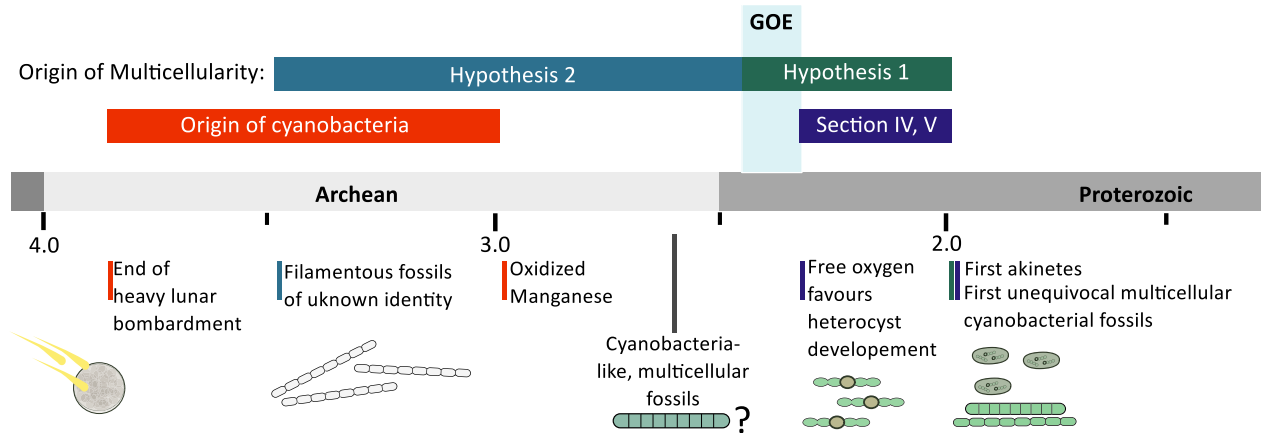 GOE
Origin of Multicellularity:
Hypothesis 2
Hypothesis 1
Origin of cyanobacteria
Section IV, V
Archean
Proterozoic
4.0
3.0
2.0
End of
heavy lunar
bombardment
Filamentous fossils
of uknown identity
Oxidized
Manganese
Cyanobacteria-
like, multicellular
fossils
?
Free oxygen
favours
heterocyst
developement
First akinetes
First unequivocal multicellular
cyanobacterial fossils